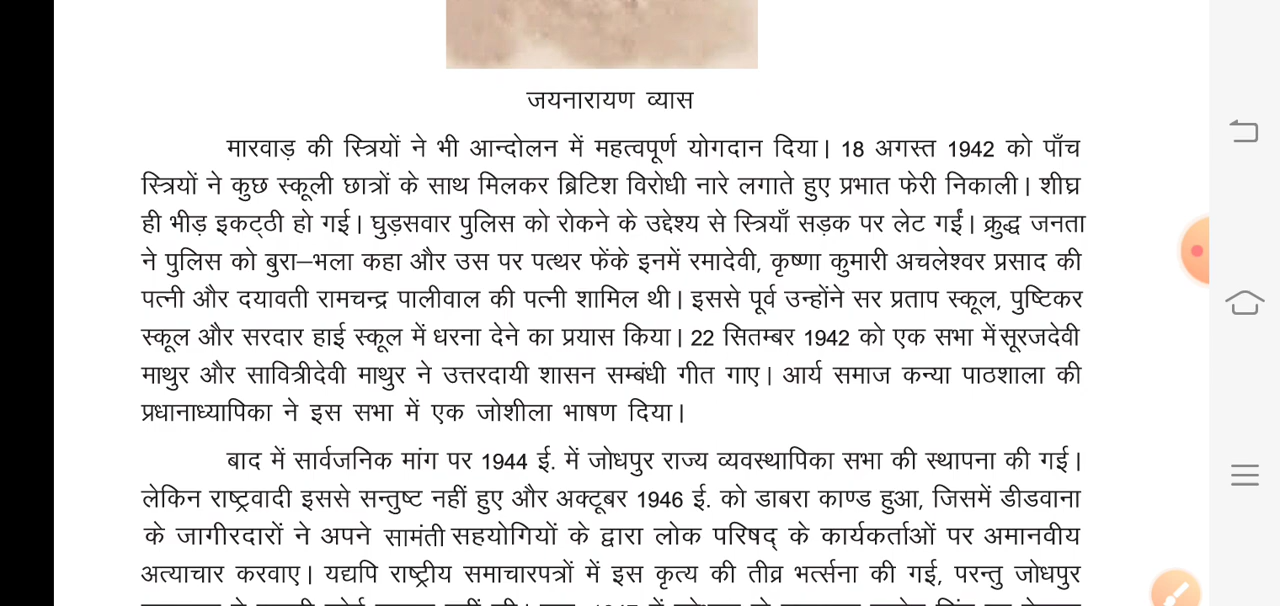 जयनारायण व्यास
मारवाड़ की स्त्रियों ने भी आन्दोलन में महत्वपूर्ण योगदान दिया। 18 अगस्त 1942 को पाँच
स्त्रियों ने कुछ स्कूली छात्रों के साथ मिलकर ब्रिटिश विरोधी नारे लगाते हुए प्रभात फेरी निकाली। शीघ्र
ही भीड़ इकट्ठी हो गई। घुड़सवार पुलिस को रोकने के उद्देश्य से स्त्रियाँ सड़क पर लेट गईं। क्रुद्ध जनता
ने पुलिस को बुरा–भला कहा और उस पर पत्थर फेंके इनमें रमादेवी, कृष्णा कुमारी अचलेश्वर प्रसाद की
पत्नी और दयावती रामचन्द्र पालीवाल की पत्नी शामिल थी। इससे पूर्व उन्होंने सर प्रताप स्कूल, पुष्टिकर
स्कूल और सरदार हाई स्कूल में धरना देने का प्रयास किया। 22 सितम्बर 1942 को एक सभा में सूरजदेवी
माथुर और सावित्रीदेवी माथुर ने उत्तरदायी शासन सम्बंधी गीत गाए। आर्य समाज कन्या पाठशाला की
प्रधानाध्यापिका ने इस सभा में एक जोशीला भाषण दिया।
बाद में सार्वजनिक मांग पर 1944 ई. में जोधपुर राज्य व्यवस्थापिका सभा की स्थापना की गई।
लेकिन राष्ट्रवादी इससे सन्तुष्ट नहीं हुए और अक्टूबर 1946 ई. को डाबरा काण्ड हुआ, जिसमें डीडवाना
के जागीरदारों ने अपने सामंती सहयोगियों के द्वारा लोक परिषद् के कार्यकर्ताओं पर अमानवीय
अत्याचार करवाए। यद्यपि राष्ट्रीय समाचारपत्रों में इस कृत्य की तीव्र भर्त्सना की गई, परन्तु जोधपुर